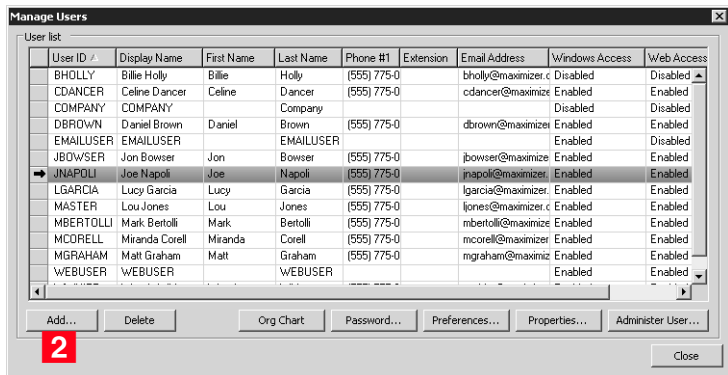 Manage Users
User list
User ID Display Name First Name Last Name Phone #1 Extension Email Address Windows Access Web Access
BHOLLY Billie Holly Billie Holly (555) 775-0 bholly@maximizer.c Disabled Disabled
CDANCER Celine Dancer Celine Dancer (555) 775-0 cdancer@maximize Enabled Enabled
COMPANY COMPANY Company Disabled Disabled
DBROWN Daniel Brown Daniel Brown (555) 775-0 dbrown@maximizer Enabled Enabled
EMAILUSER EMAILUSER EMAILUSER Enabled Disabled
JBOWSER Jon Bowser Jon Bowser (555) 775-0 jbowser@maximize Enabled Enabled
JNAPOLI Joe Napoli Joe Napoli (555) 775-0 jnapoli@maximizer. Enabled Enabled
LGARCIA Lucy Garcia Lucy Garcia (555) 775-0 lgarcia@maximizer. Enabled Enabled
MASTER Lou Jones Lou Jones (555) 775-0 ljones@maximizer.c Enabled Enabled
MBERTOLLI Mark Bertolli Mark Bertolli (555) 775-0 mbertolli@maximize Enabled Enabled
MCORELL Miranda Corell Miranda Corell (555) 775-0 mcorell@maximizer Enabled Enabled
MGRAHAM Matt Graham Matt Graham (555) 775-0 mgraham@maximiz Enabled Enabled
WEBUSER WEBUSER WEBUSER Enabled Enabled
Add... Delete Org Chart Password... Preferences... Properties... Administer User...
2
Close